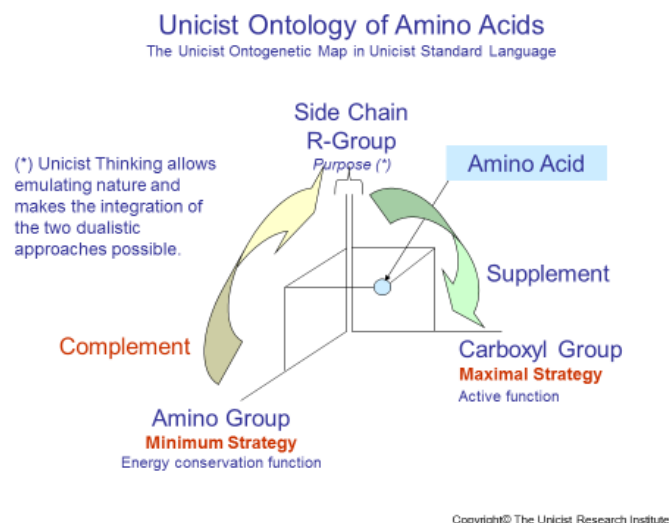 Unicist Ontology of Amino Acids
The Unicist Ontogenetic Map in Unicist Standard Language
Side Chain
R-Group
Purpose (*)
(*) Unicist Thinking allows
emulating nature and
makes the integration of
the two dualistic
approaches possible.
Amino Acid
Supplement
Complement
Carboxyl Group
Maximal Strategy
Active function
Amino Group
Minimum Strategy
Energy conservation function
Copyright© The Unicist Research Institute